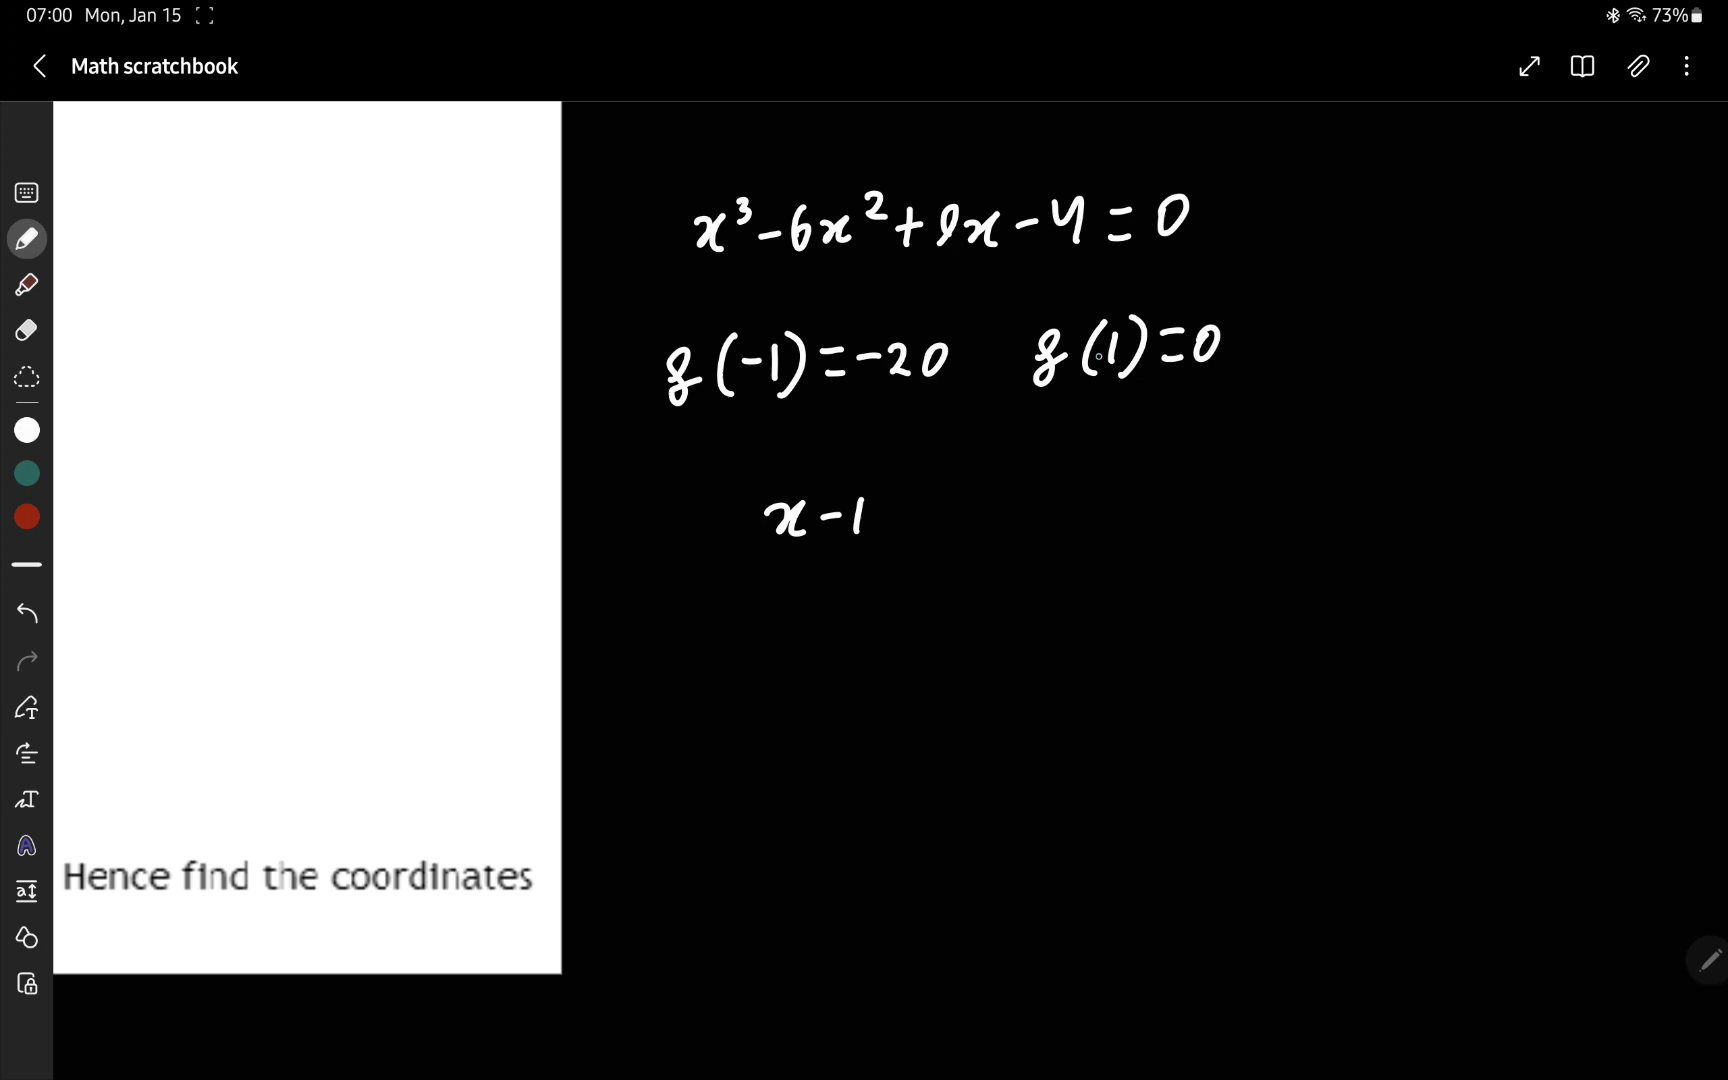 07:00 Mon, Jan 15 73%
Math scratchbook
x³-6x²+9x-4=0
f(-1)=-20 f(1)=0
x-1
Hence find the coordinates